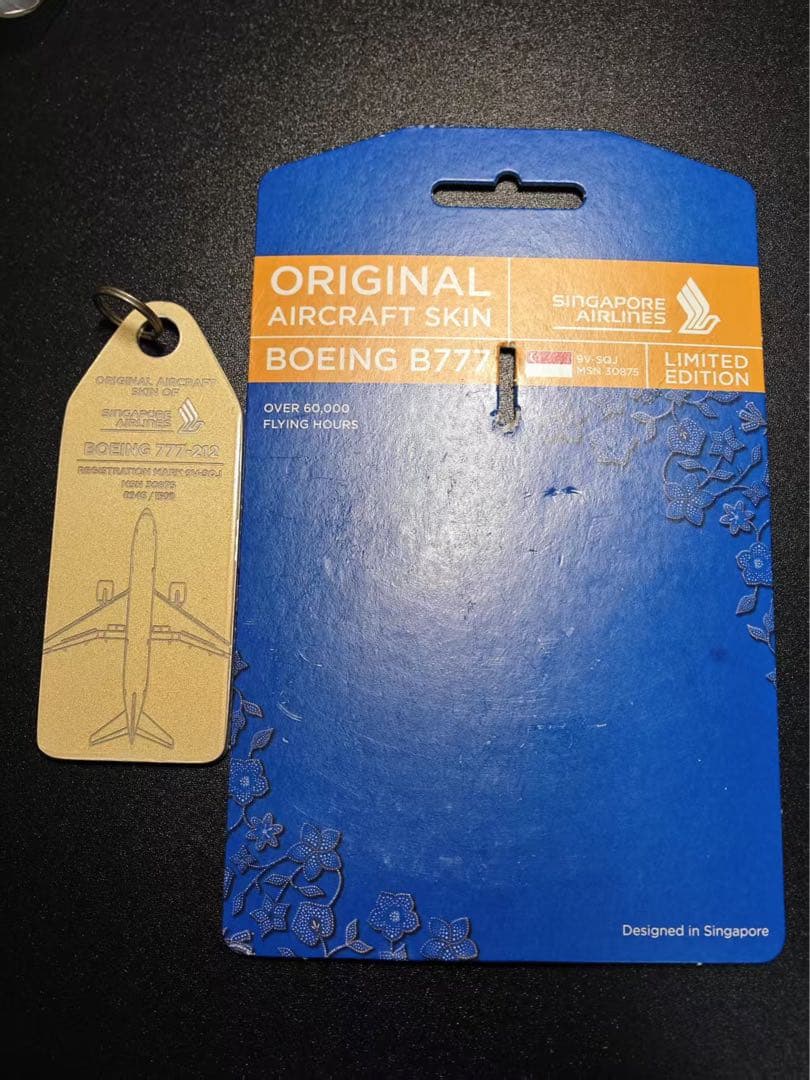 ORIGINAL AIRCRAFT
SKIN OF
SINGAPORE
AIRLINES
BOEING 777-212
REGISTRATION MARK 9V-SQJ
MSN 30875
ORIGINAL
AIRCRAFT SKIN
SINGAPORE
AIRLINES
BOEING B777
9V-SQJ
MSN 30875
LIMITED
EDITION
OVER 60,000
FLYING HOURS
Designed in Singapore